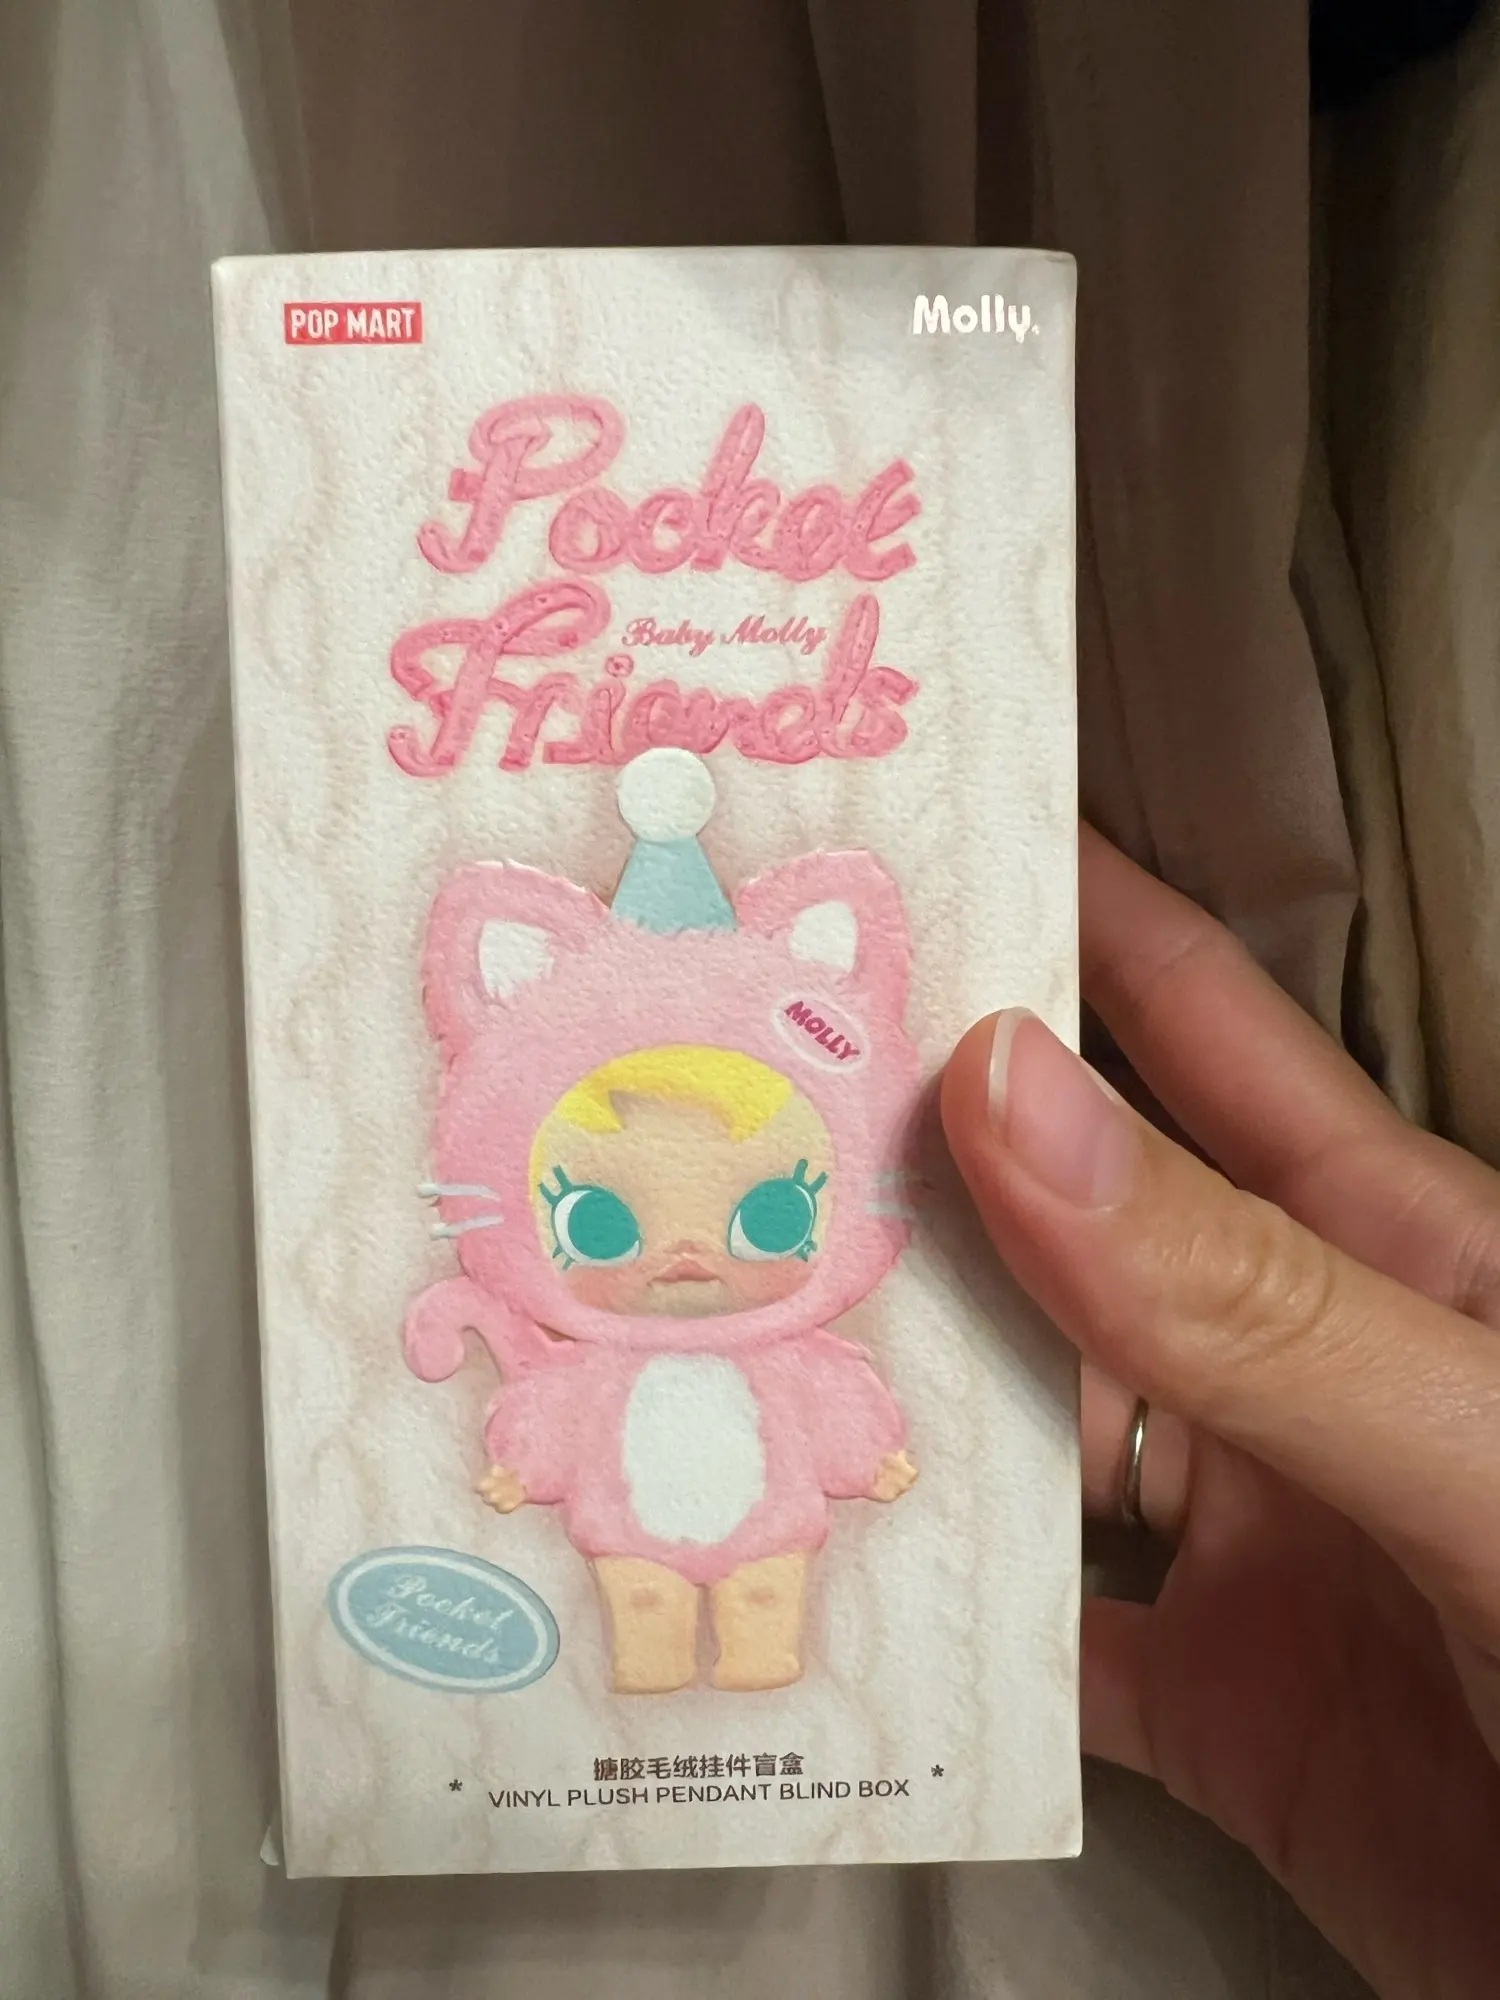 POP MART
Molly
Pocket
Baby Molly
Friends
MOLLY
Pocket
Friends
搪胶毛绒挂件盲盒
* VINYL PLUSH PENDANT BLIND BOX *